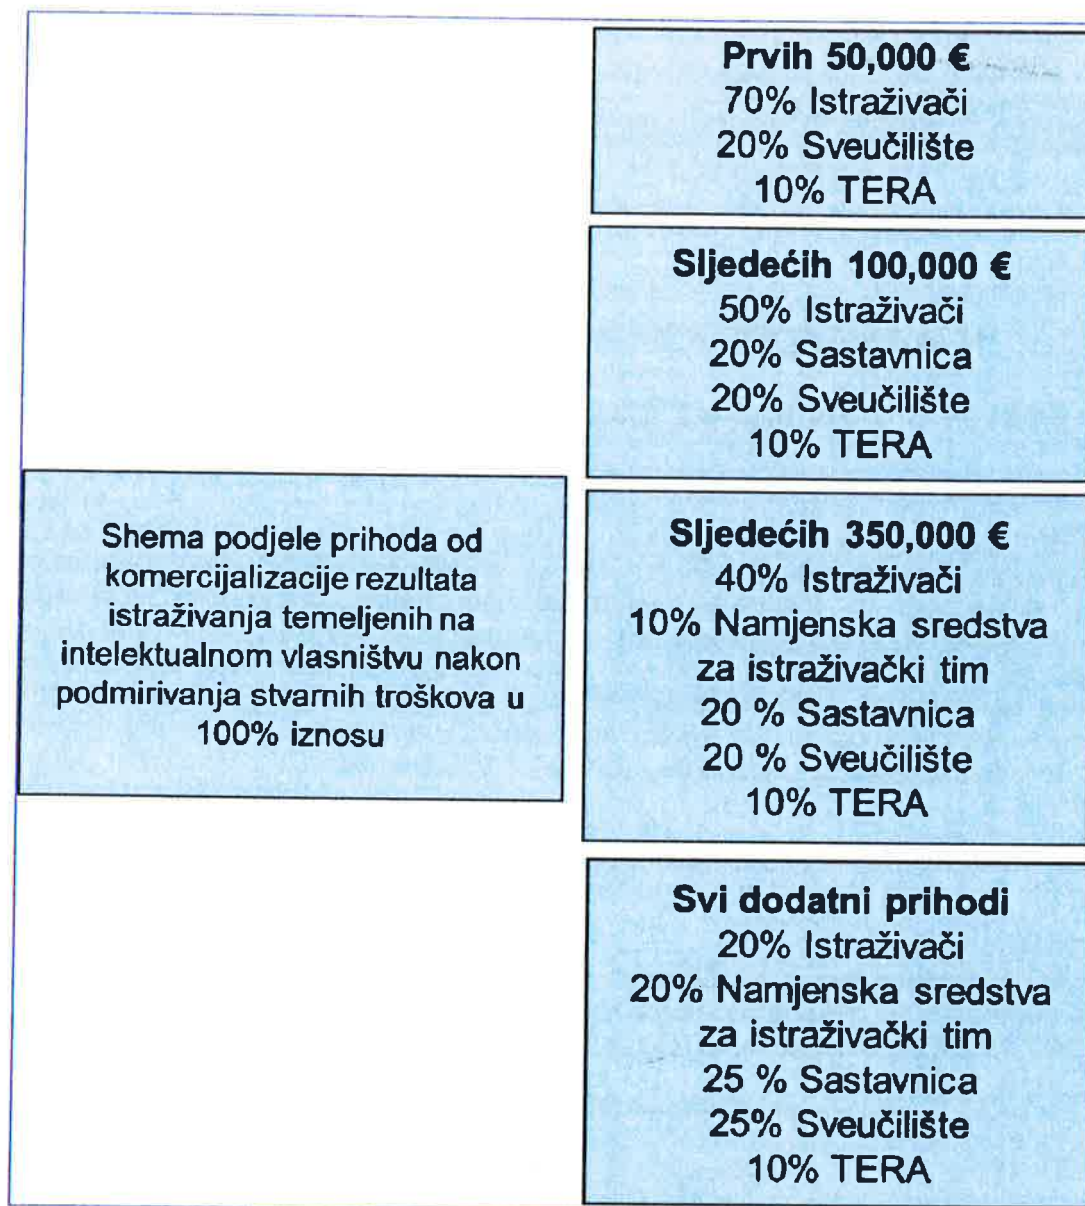 Prvih 50,000 €
70% Istraživači
20% Sveučilište
10% TERA
Sljedećih 100,000 €
50% Istraživači
20% Sastavnica
20% Sveučilište
10% TERA
Shema podjele prihoda od
komercijalizacije rezultata
istraživanja temeljenih na
intelektualnom vlasništvu nakon
podmirivanja stvarnih troškova u
100% iznosu
Sljedećih 350,000 €
40% Istraživači
10% Namjenska sredstva
za istraživački tim
20 % Sastavnica
20 % Sveučilište
10% TERA
Svi dodatni prihodi
20% Istraživači
20% Namjenska sredstva
za istraživački tim
25 % Sastavnica
25% Sveučilište
10% TERA